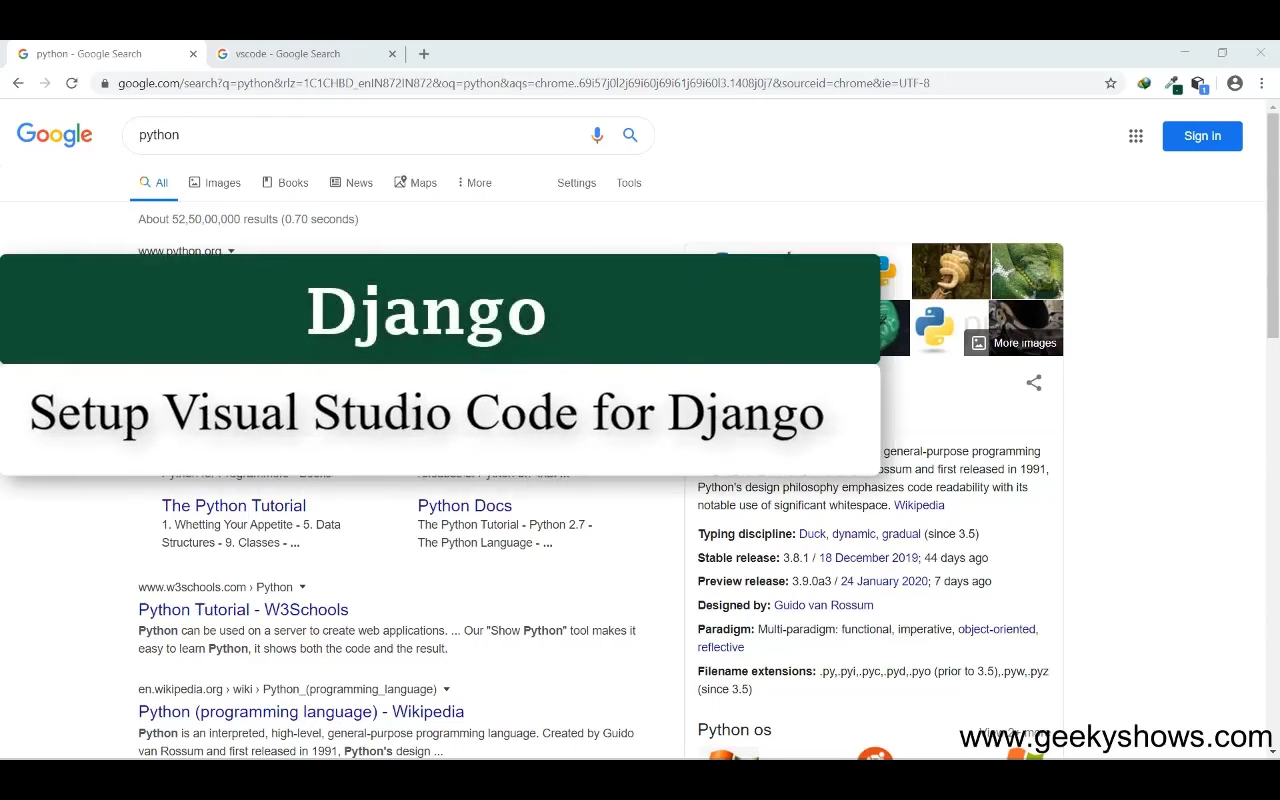 python - Google Search
vscode - Google Search
google.com/search?q=python&rlz=1C1CHBD_enIN872IN872&oq=python&aqs=chrome..69i57j0l2j69i60j69i61j69i60l3.1408j0j7&sourceid=chrome&ie=UTF-8
Google
python
Sign in
All
Images
Books
News
Maps
More
Settings
Tools
About 52,50,00,000 results (0.70 seconds)
www.python.org
Django
Setup Visual Studio Code for Django
More images
general-purpose programming
ossum and first released in 1991,
Python's design philosophy emphasizes code readability with its
notable use of significant whitespace. Wikipedia
Typing discipline: Duck, dynamic, gradual (since 3.5)
Stable release: 3.8.1 / 18 December 2019; 44 days ago
Preview release: 3.9.0a3 / 24 January 2020; 7 days ago
Designed by: Guido van Rossum
Paradigm: Multi-paradigm: functional, imperative, object-oriented,
reflective
Filename extensions: .py,.pyi,.pyc,.pyd,.pyo (prior to 3.5),.pyw,.pyz
(since 3.5)
Python os
The Python Tutorial
1. Whetting Your Appetite - 5. Data
Structures - 9. Classes - ...
Python Docs
The Python Tutorial - Python 2.7 -
The Python Language - ...
www.w3schools.com › Python
Python Tutorial - W3Schools
Python can be used on a server to create web applications. ... Our "Show Python" tool makes it
easy to learn Python, it shows both the code and the result.
en.wikipedia.org › wiki › Python_(programming_language)
Python (programming language) - Wikipedia
Python is an interpreted, high-level, general-purpose programming language. Created by Guido
van Rossum and first released in 1991, Python's design ...
www.geekyshows.com